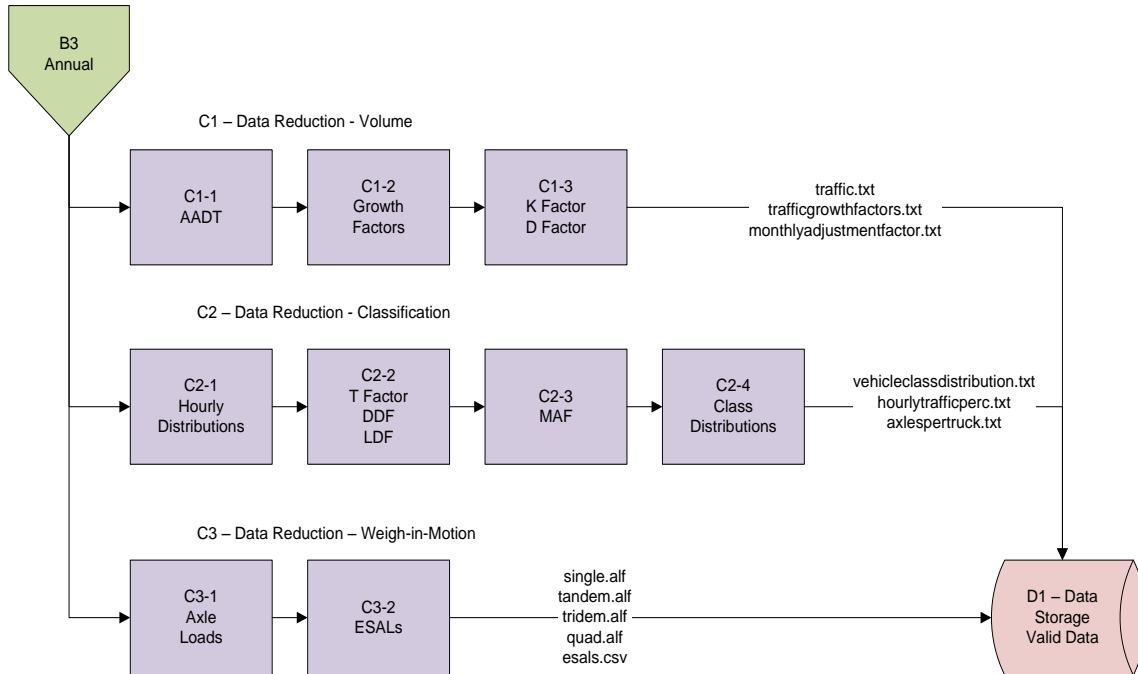 B3
Annual
C1 – Data Reduction - Volume
C1-1
AADT
C1-2
Growth
Factors
C1-3
K Factor
D Factor
traffic.txt
trafficgrowthfactors.txt
monthlyadjustmentfactor.txt
C2 – Data Reduction - Classification
C2-1
Hourly
Distributions
C2-2
T Factor
DDF
LDF
C2-3
MAF
C2-4
Class
Distributions
vehicleclassdistribution.txt
hourlytrafficperc.txt
axlespertruck.txt
C3 – Data Reduction – Weigh-in-Motion
C3-1
Axle
Loads
C3-2
ESALs
single.alf
tandem.alf
tridem.alf
quad.alf
esals.csv
D1 – Data
Storage
Valid Data